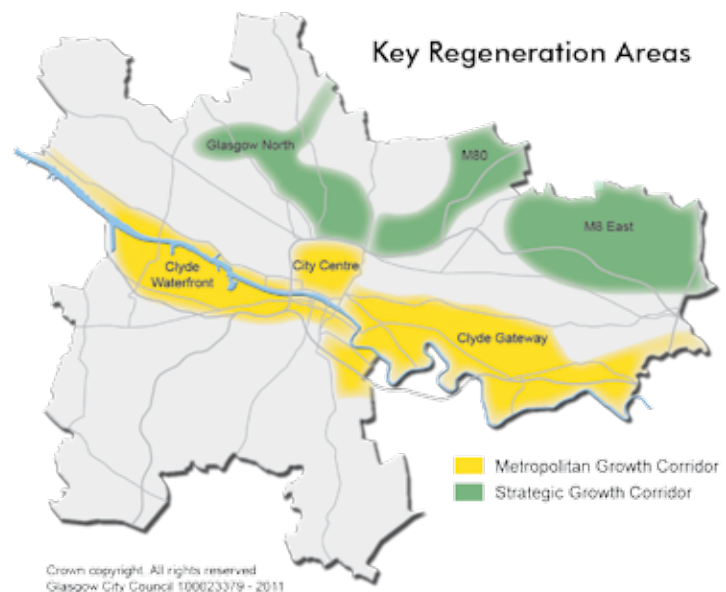 Key Regeneration Areas
Glasgow North
M80
M8 East
City Centre
Clyde
Waterfront
Clyde Gateway
Metropolitan Growth Corridor
Strategic Growth Corridor
Crown copyright. All rights reserved
Glasgow City Council 100023379 - 2011